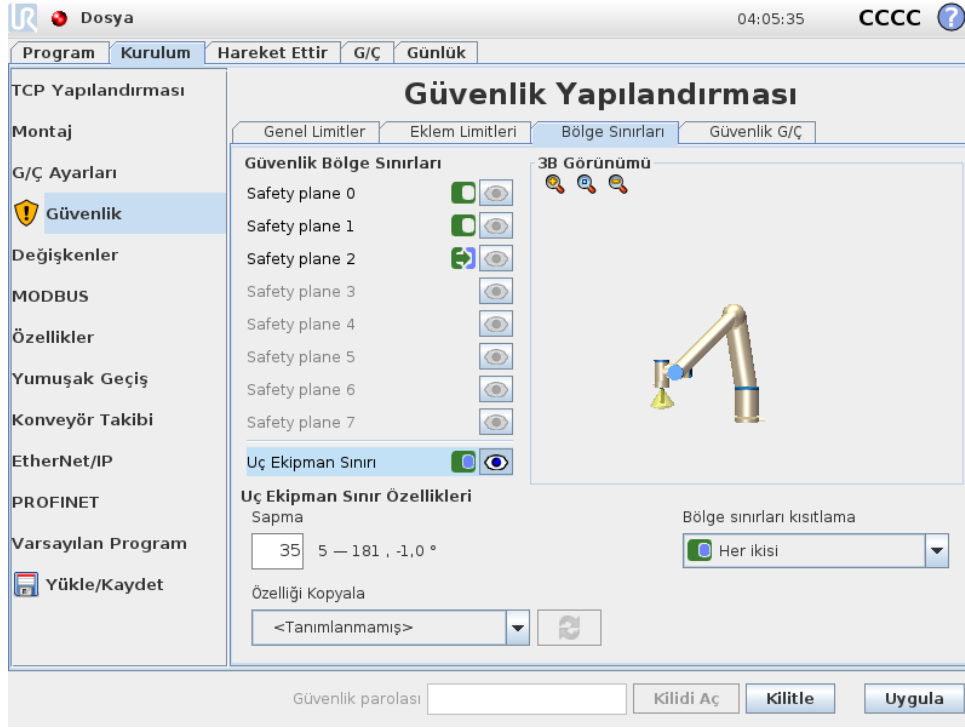 UR Dosya 04:05:35 CCCC ?
Program Kurulum Hareket Ettir G/Ç Günlük
TCP Yapılandırması
Montaj
G/Ç Ayarları
Güvenlik
Değişkenler
MODBUS
Özellikler
Yumuşak Geçiş
Konveyör Takibi
EtherNet/IP
PROFINET
Varsayılan Program
Yükle/Kaydet
Güvenlik Yapılandırması
Genel Limitler Eklem Limitleri Bölge Sınırları Güvenlik G/Ç
Güvenlik Bölge Sınırları
Safety plane 0
Safety plane 1
Safety plane 2
Safety plane 3
Safety plane 4
Safety plane 5
Safety plane 6
Safety plane 7
Uç Ekipman Sınırı
3B Görünümü
Uç Ekipman Sınır Özellikleri
Sapma
35 5 — 181 , -1,0 °
Bölge sınırları kısıtlama
Her ikisi
Özelliği Kopyala
<Tanımlanmamış>
Güvenlik parolası Kilidi Aç Kilitle Uygula